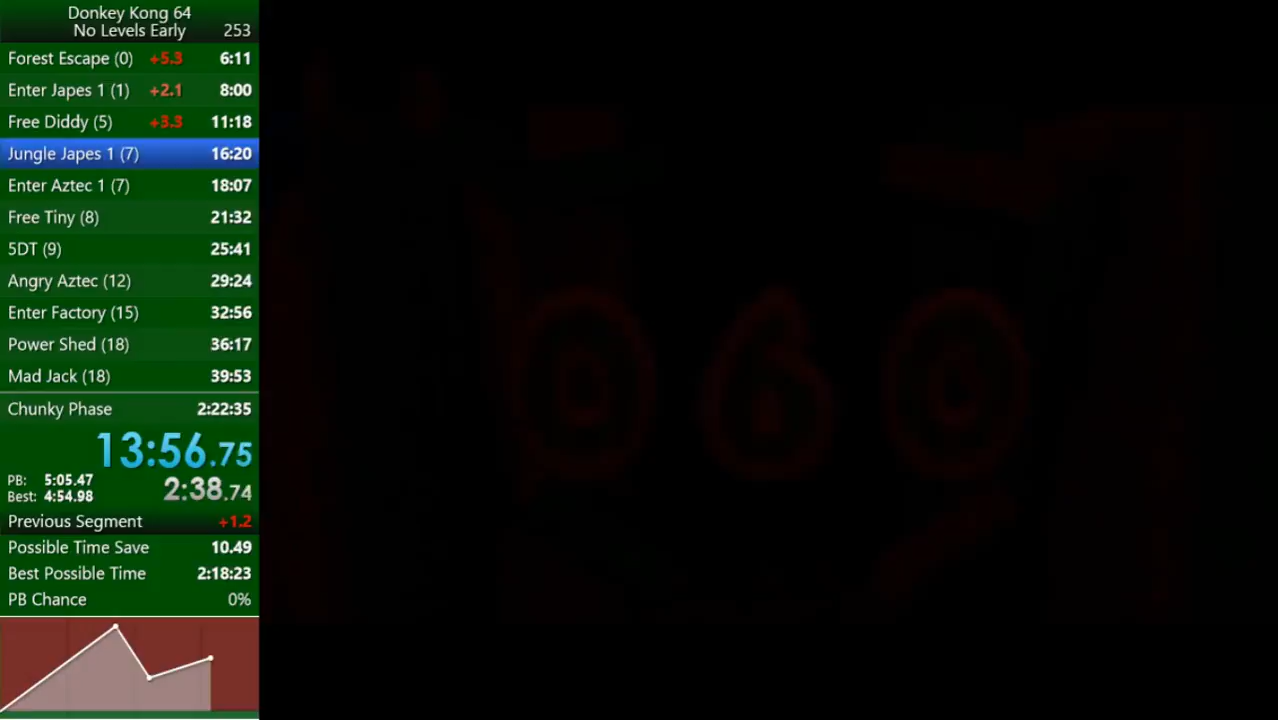 Donkey Kong 64
No Levels Early 253
Forest Escape (0) +5.3 6:11
Enter Japes 1 (1) +2.1 8:00
Free Diddy (5) +3.3 11:18
Jungle Japes 1 (7) 16:20
Enter Aztec 1 (7) 18:07
Free Tiny (8) 21:32
5DT (9) 25:41
Angry Aztec (12) 29:24
Enter Factory (15) 32:56
Power Shed (18) 36:17
Mad Jack (18) 39:53
Chunky Phase 2:22:35
13:56.75
PB: 5:05.47
Best: 4:54.98 2:38.74
Previous Segment +1.2
Possible Time Save 10.49
Best Possible Time 2:18:23
PB Chance 0%
060